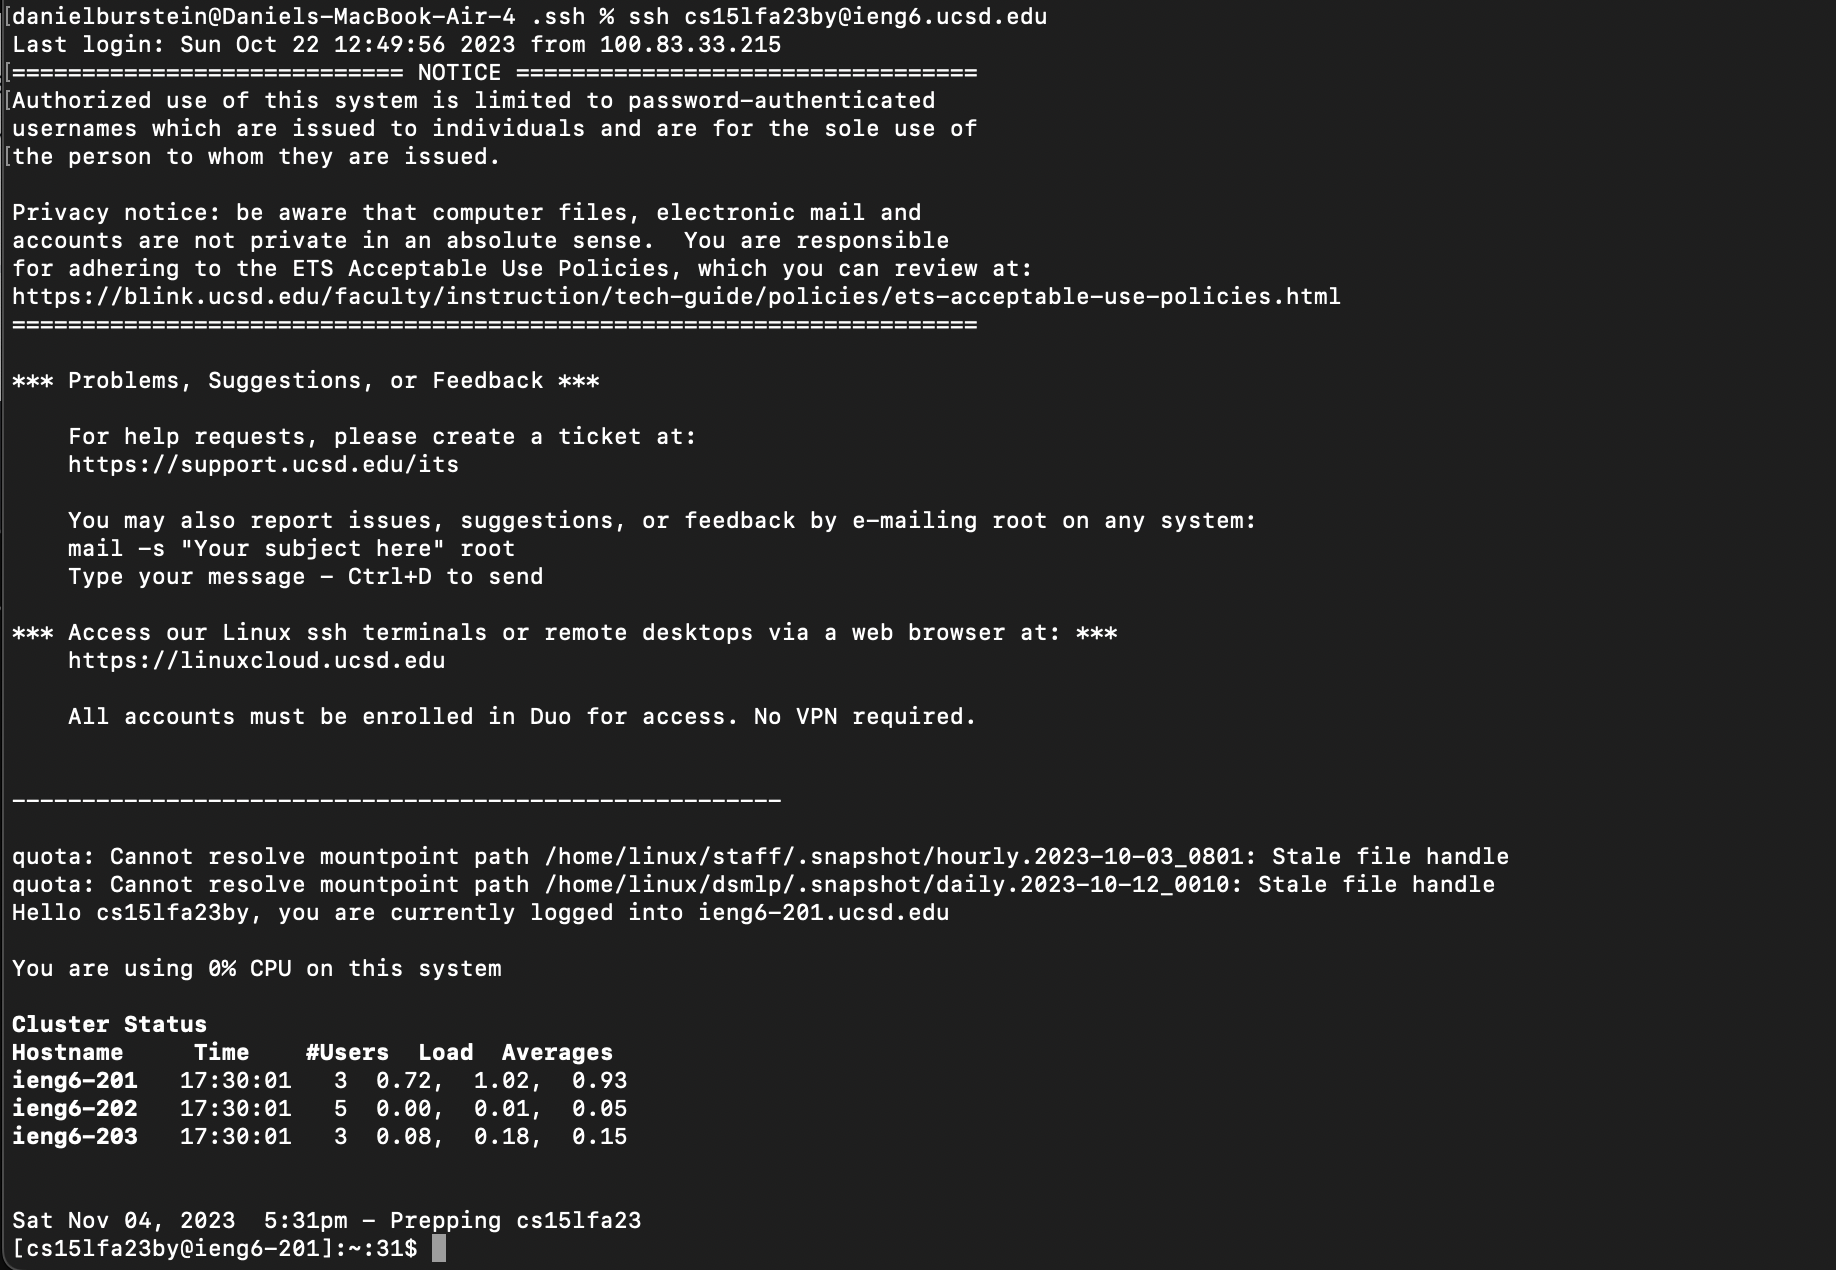 [danielburstein@Daniels-MacBook-Air-4 .ssh % ssh cs15lfa23by@ieng6.ucsd.edu
Last login: Sun Oct 22 12:49:56 2023 from 100.83.33.215
[============================ NOTICE =================================
[Authorized use of this system is limited to password-authenticated
usernames which are issued to individuals and are for the sole use of
[the person to whom they are issued.

Privacy notice: be aware that computer files, electronic mail and
accounts are not private in an absolute sense.  You are responsible
for adhering to the ETS Acceptable Use Policies, which you can review at:
https://blink.ucsd.edu/faculty/instruction/tech-guide/policies/ets-acceptable-use-policies.html
=====================================================================

*** Problems, Suggestions, or Feedback ***

    For help requests, please create a ticket at:
    https://support.ucsd.edu/its

    You may also report issues, suggestions, or feedback by e-mailing root on any system:
    mail -s "Your subject here" root
    Type your message - Ctrl+D to send

*** Access our Linux ssh terminals or remote desktops via a web browser at: ***
    https://linuxcloud.ucsd.edu

    All accounts must be enrolled in Duo for access. No VPN required.

-------------------------------------------------------

quota: Cannot resolve mountpoint path /home/linux/staff/.snapshot/hourly.2023-10-03_0801: Stale file handle
quota: Cannot resolve mountpoint path /home/linux/dsmlp/.snapshot/daily.2023-10-12_0010: Stale file handle
Hello cs15lfa23by, you are currently logged into ieng6-201.ucsd.edu

You are using 0% CPU on this system

Cluster Status
Hostname     Time    #Users  Load  Averages
ieng6-201   17:30:01   3  0.72,  1.02,  0.93
ieng6-202   17:30:01   5  0.00,  0.01,  0.05
ieng6-203   17:30:01   3  0.08,  0.18,  0.15

Sat Nov 04, 2023  5:31pm - Prepping cs15lfa23
[cs15lfa23by@ieng6-201]:~:31$